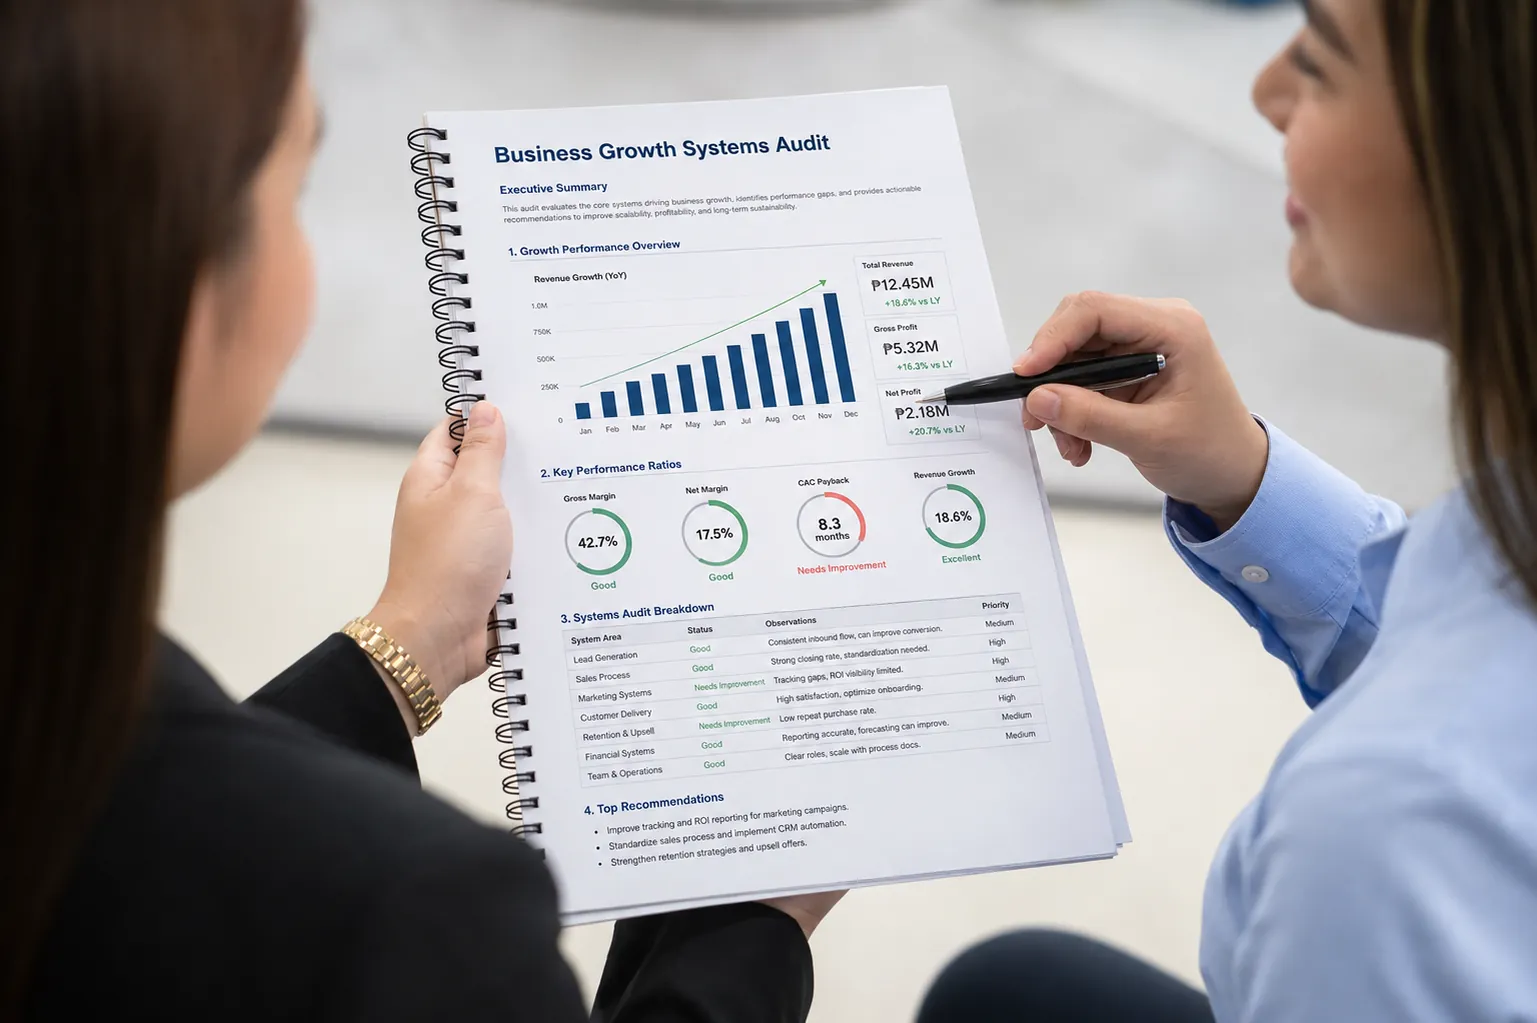 Business Growth Systems Audit
Executive Summary
This audit evaluates the core systems driving business growth, identifies performance gaps, and provides actionable
recommendations to improve scalability, profitability, and long-term sustainability.
1. Growth Performance Overview
Revenue Growth (YoY)
1.0M
750K
500K
250K
0
Jan Feb Mar Apr May Jun Jul Aug Oct Nov Dec
Total Revenue
₱12.45M
+18.6% vs LY
Gross Profit
₱5.32M
+16.3% vs LY
Net Profit
₱2.18M
+20.7% vs LY
2. Key Performance Ratios
Gross Margin
42.7%
Good
Net Margin
17.5%
Good
CAC Payback
8.3
months
Needs Improvement
Revenue Growth
18.6%
Excellent
3. Systems Audit Breakdown
System Area Status Observations Priority
Lead Generation Good Consistent inbound flow, can improve conversion. Medium
Sales Process Good Strong closing rate, standardization needed. High
Marketing Systems Needs Improvement Tracking gaps, ROI visibility limited. High
Customer Delivery Good High satisfaction, optimize onboarding. Medium
Retention & Upsell Needs Improvement Low repeat purchase rate. High
Financial Systems Good Reporting accurate, forecasting can improve. Medium
Team & Operations Good Clear roles, scale with process docs. Medium
4. Top Recommendations
• Improve tracking and ROI reporting for marketing campaigns.
• Standardize sales process and implement CRM automation.
• Strengthen retention strategies and upsell offers.